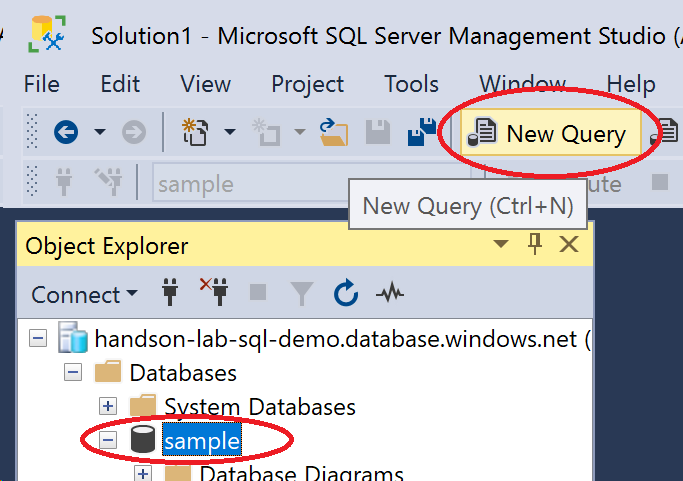 Solution1 - Microsoft SQL Server Management Studio (
File Edit View Project Tools Window Help
New Query
sample
New Query (Ctrl+N)
Object Explorer
Connect
handson-lab-sql-demo.database.windows.net (
Databases
System Databases
sample
Database Diagrams